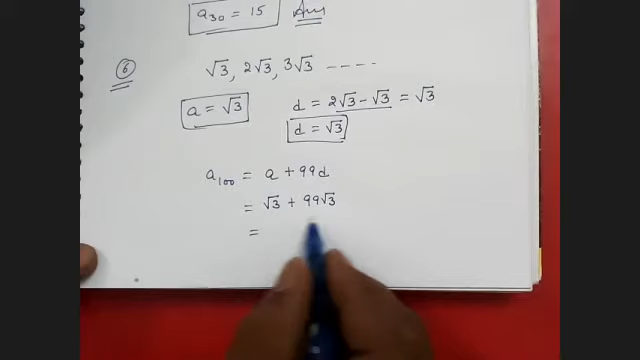 a₃₀ = 15 Ans
⑥ √3, 2√3, 3√3 -----
a = √3 d = 2√3 - √3 = √3
d = √3
a₁₀₀ = a + 99d
= √3 + 99√3
=